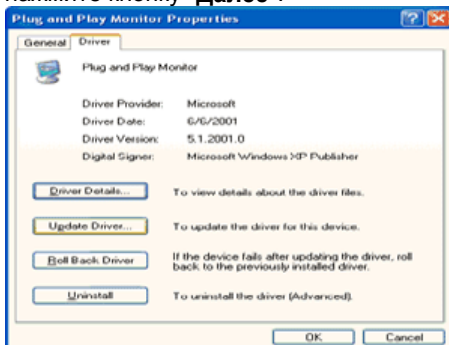 нажмите кнопку "Далее".
Plug and Play Monitor Properties
General Driver
Plug and Play Monitor
Driver Provider: Microsoft
Driver Date: 6/6/2001
Driver Version: 5.1.2001.0
Digital Signer: Microsoft Windows XP Publisher
Driver Details... To view details about the driver files.
Update Driver... To update the driver for this device.
Roll Back Driver If the device fails after updating the driver, roll
back to the previously installed driver.
Uninstall To uninstall the driver (Advanced).
OK Cancel